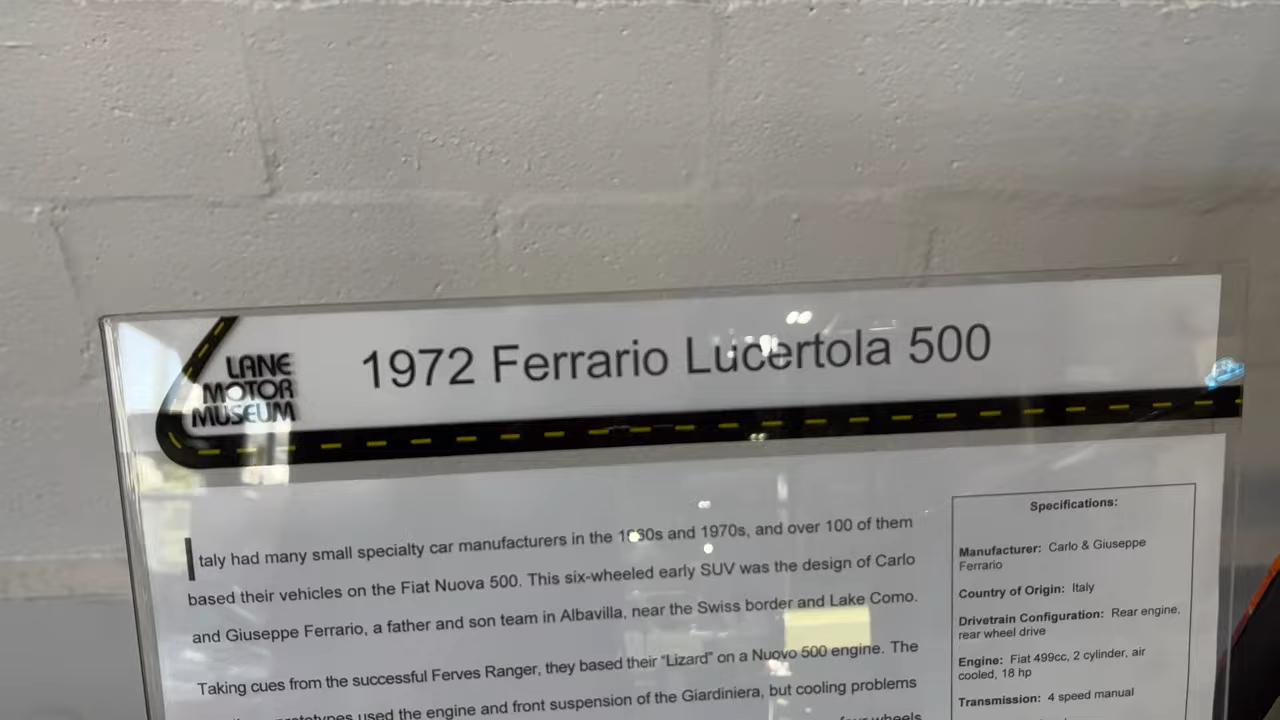 LANE
MOTOR
MUSEUM
1972 Ferrario Lucertola 500
Italy had many small specialty car manufacturers in the 1960s and 1970s, and over 100 of them
based their vehicles on the Fiat Nuova 500. This six-wheeled early SUV was the design of Carlo
and Giuseppe Ferrario, a father and son team in Albavilla, near the Swiss border and Lake Como.
Taking cues from the successful Ferves Ranger, they based their “Lizard” on a Nuovo 500 engine. The
used the engine and front suspension of the Giardiniera, but cooling problems
wheels
Specifications:
Manufacturer: Carlo & Giuseppe
Ferrario
Country of Origin: Italy
Drivetrain Configuration: Rear engine,
rear wheel drive
Engine: Fiat 499cc, 2 cylinder, air
cooled, 18 hp
Transmission: 4 speed manual